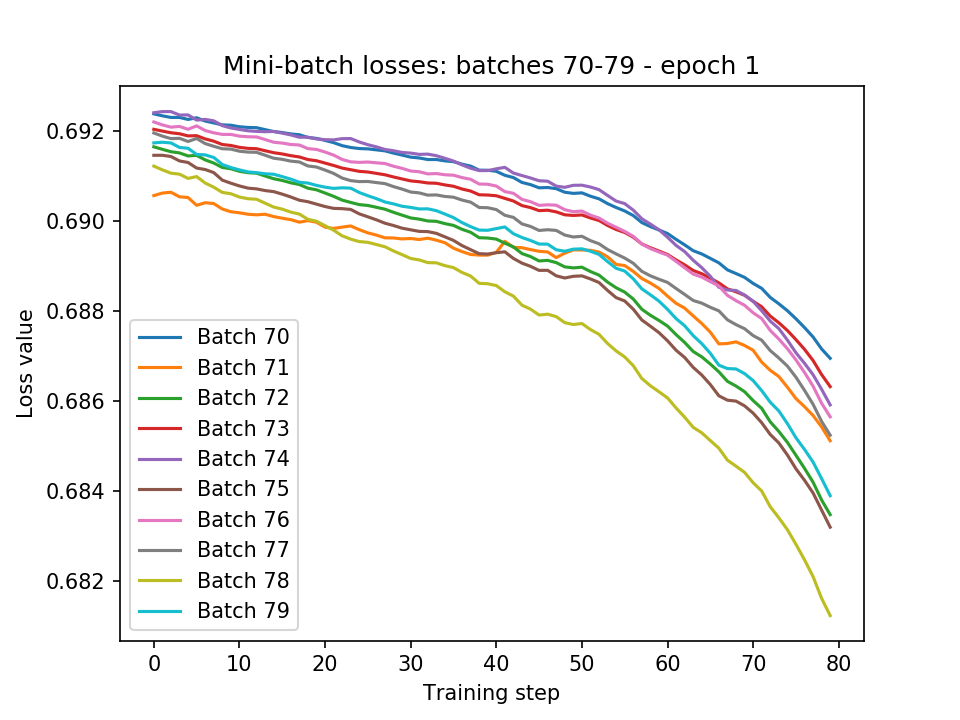 Mini-batch losses: batches 70-79 - epoch 1
Loss value
0.692
0.690
0.688
0.686
0.684
0.682
Batch 70
Batch 71
Batch 72
Batch 73
Batch 74
Batch 75
Batch 76
Batch 77
Batch 78
Batch 79
0 10 20 30 40 50 60 70 80
Training step